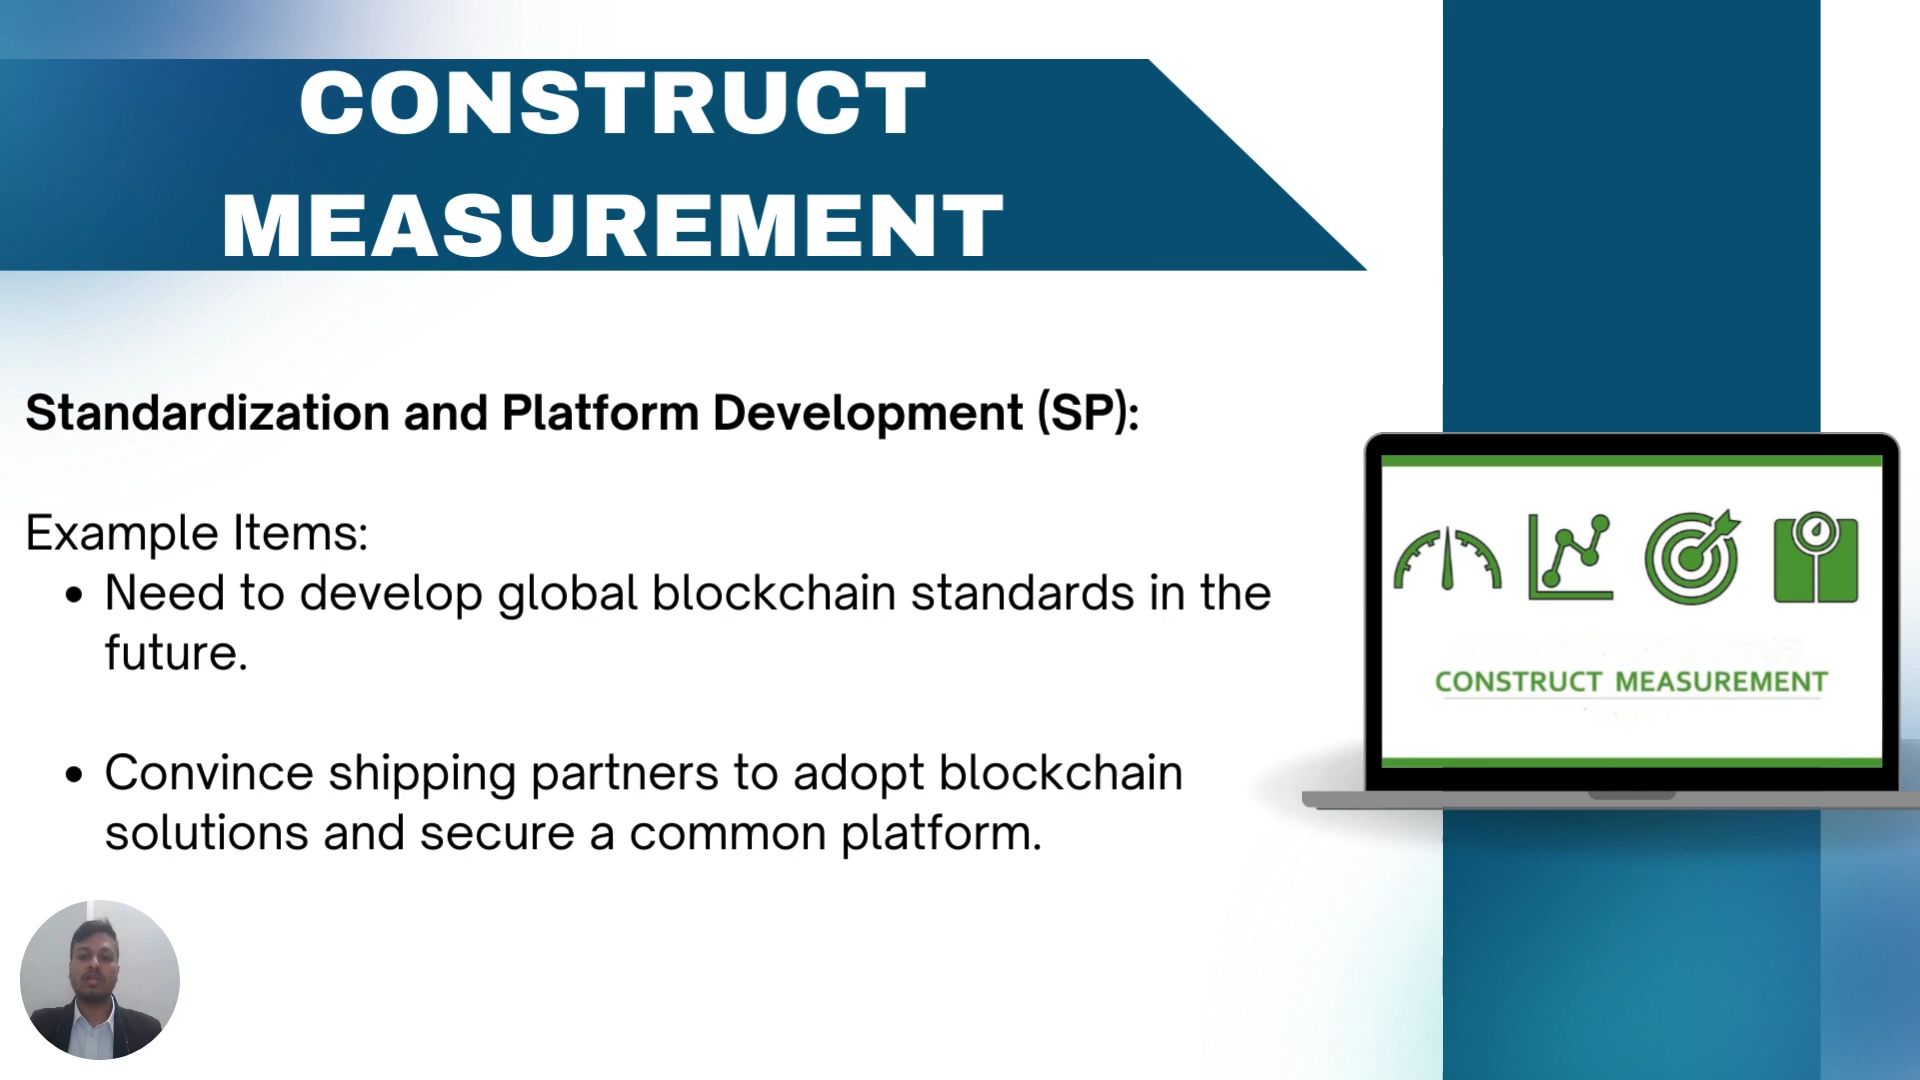 CONSTRUCT
MEASUREMENT
Standardization and Platform Development (SP):
Example Items:
• Need to develop global blockchain standards in the
future.
• Convince shipping partners to adopt blockchain
solutions and secure a common platform.
CONSTRUCT MEASUREMENT